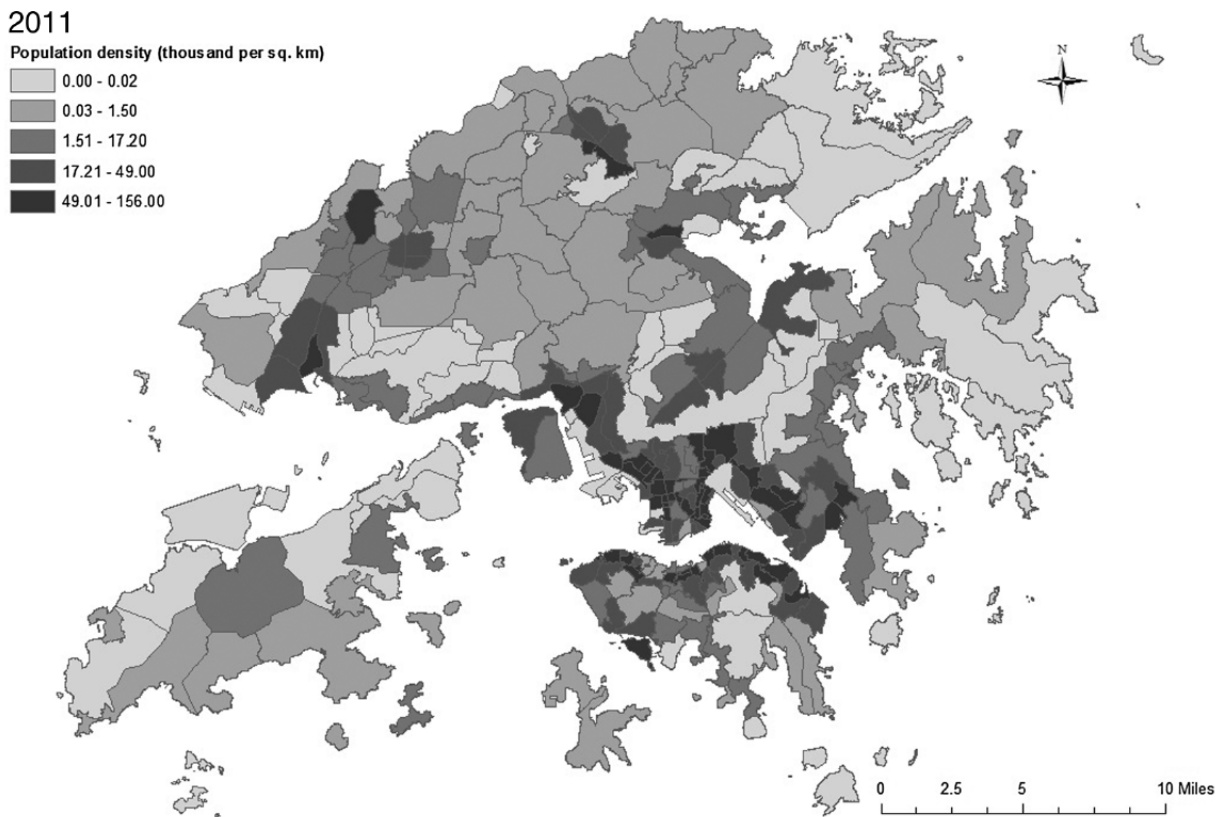 2011
Population density (thousand per sq. km)
0.00 - 0.02
0.03 - 1.50
1.51 - 17.20
17.21 - 49.00
49.01 - 156.00
N
0 2.5 5 10 Miles